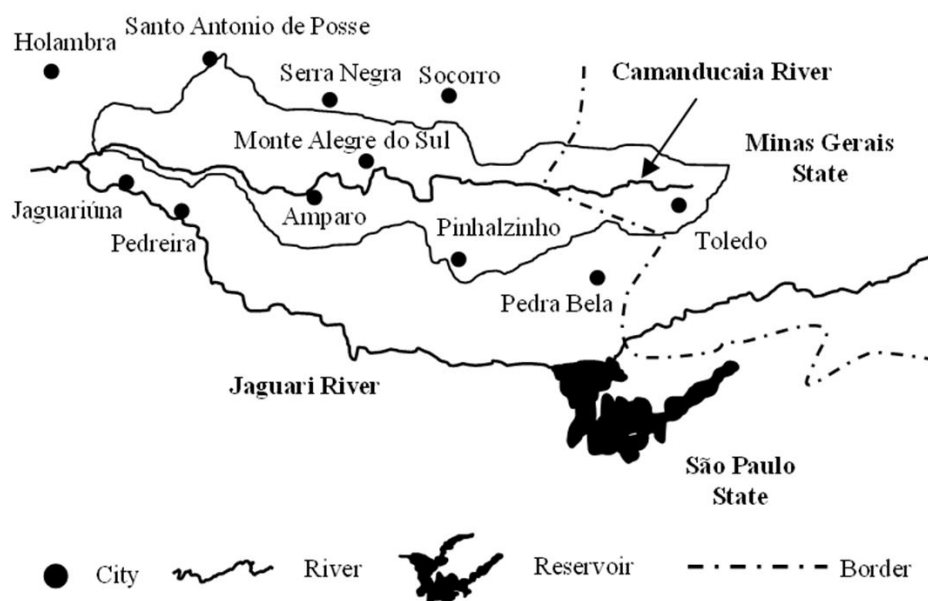 Santo Antonio de Posse
Holambra
Serra Negra
Socorro
Camanducaia River
Monte Alegre do Sul
Minas Gerais
State
Jaguariúna
Amparo
Pedreira
Pinhalzinho
Toledo
Pedra Bela
Jaguari River
São Paulo
State
City
River
Reservoir
Border